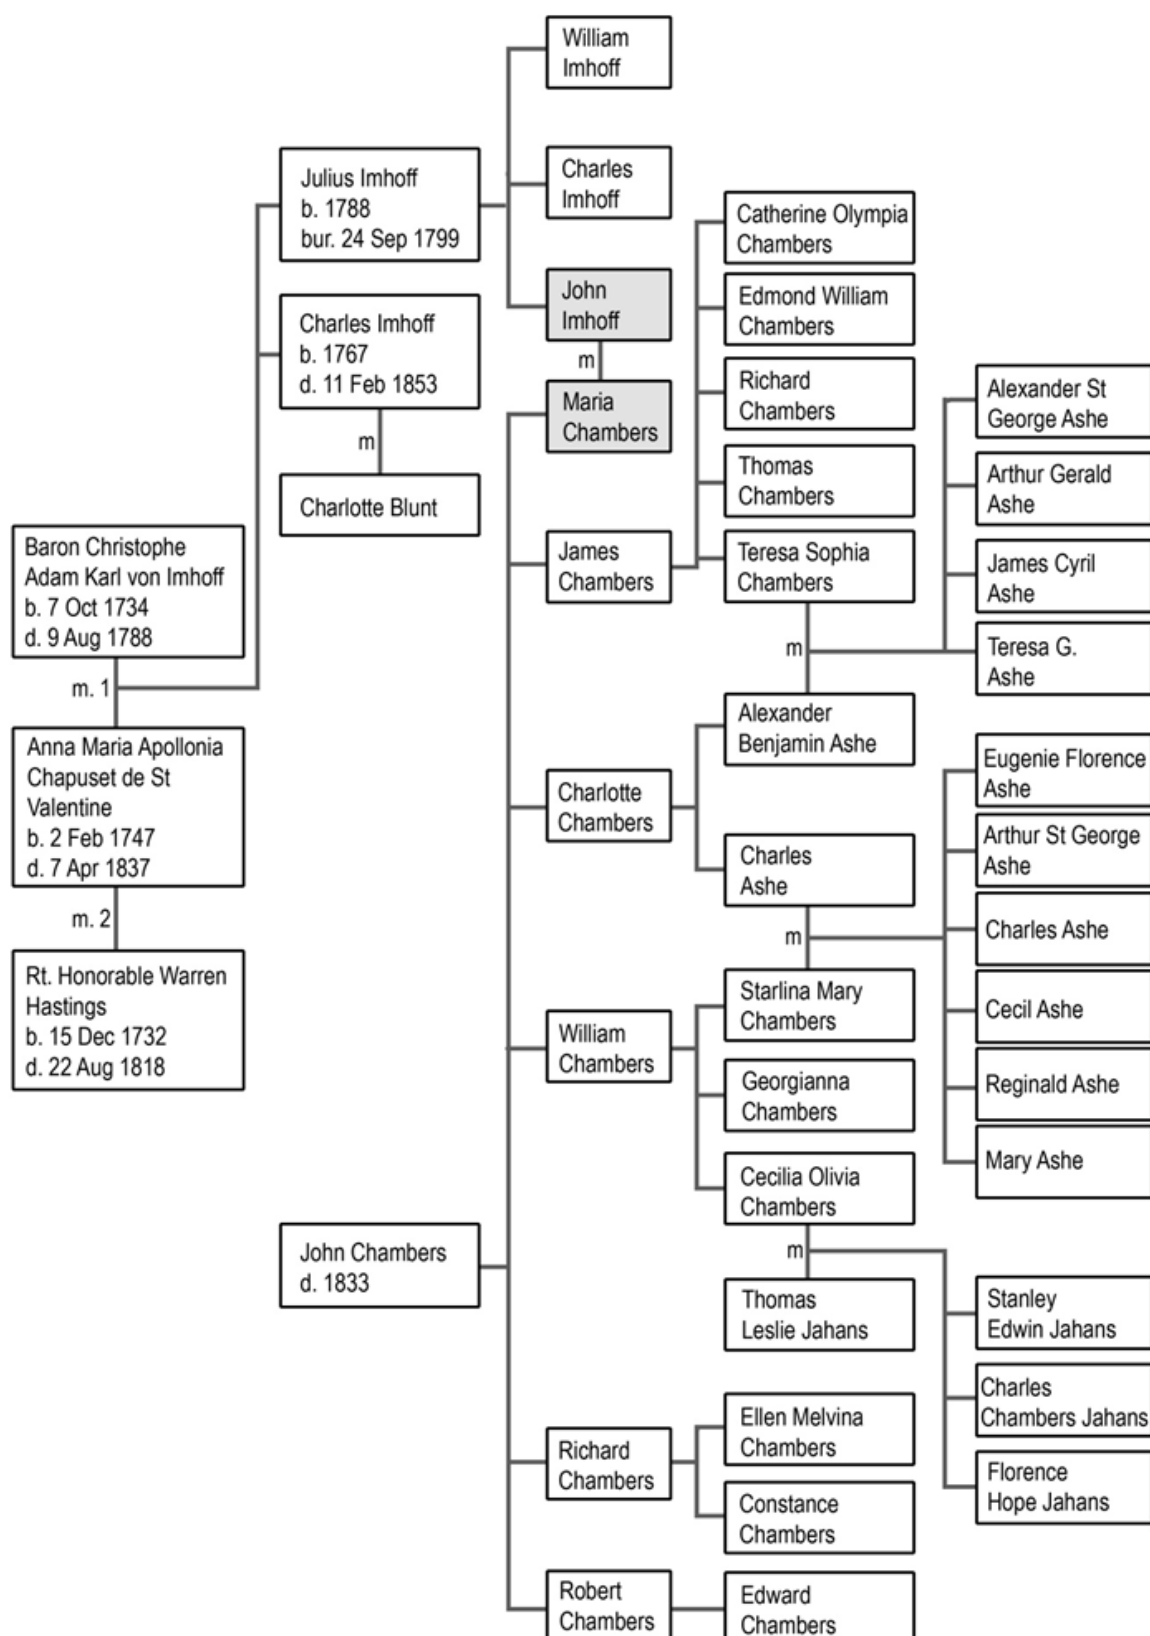 William
Imhoff
Julius Imhoff
b. 1788
bur. 24 Sep 1799
Charles
Imhoff
Catherine Olympia
Chambers
John
Imhoff
Edmond William
Chambers
Charles Imhoff
b. 1767
d. 11 Feb 1853
m
Richard
Chambers
Maria
Chambers
Alexander St
George Ashe
m
Charlotte Blunt
Thomas
Chambers
Arthur Gerald
Ashe
Baron Christophe
Adam Karl von Imhoff
b. 7 Oct 1734
d. 9 Aug 1788
James
Chambers
Teresa Sophia
Chambers
James Cyril
Ashe
m. 1
m
Teresa G.
Ashe
Anna Maria Apollonia
Chapuset de St
Valentine
b. 2 Feb 1747
d. 7 Apr 1837
Alexander
Benjamin Ashe
Eugenie Florence
Ashe
Charlotte
Chambers
Arthur St George
Ashe
Charles
Ashe
m. 2
m
Charles Ashe
Rt. Honorable Warren
Hastings
b. 15 Dec 1732
d. 22 Aug 1818
Starlina Mary
Chambers
Cecil Ashe
William
Chambers
Georgianna
Chambers
Reginald Ashe
Mary Ashe
Cecilia Olivia
Chambers
John Chambers
d. 1833
m
Thomas
Leslie Jahans
Stanley
Edwin Jahans
Charles
Chambers Jahans
Ellen Melvina
Chambers
Richard
Chambers
Florence
Hope Jahans
Constance
Chambers
Robert
Chambers
Edward
Chambers